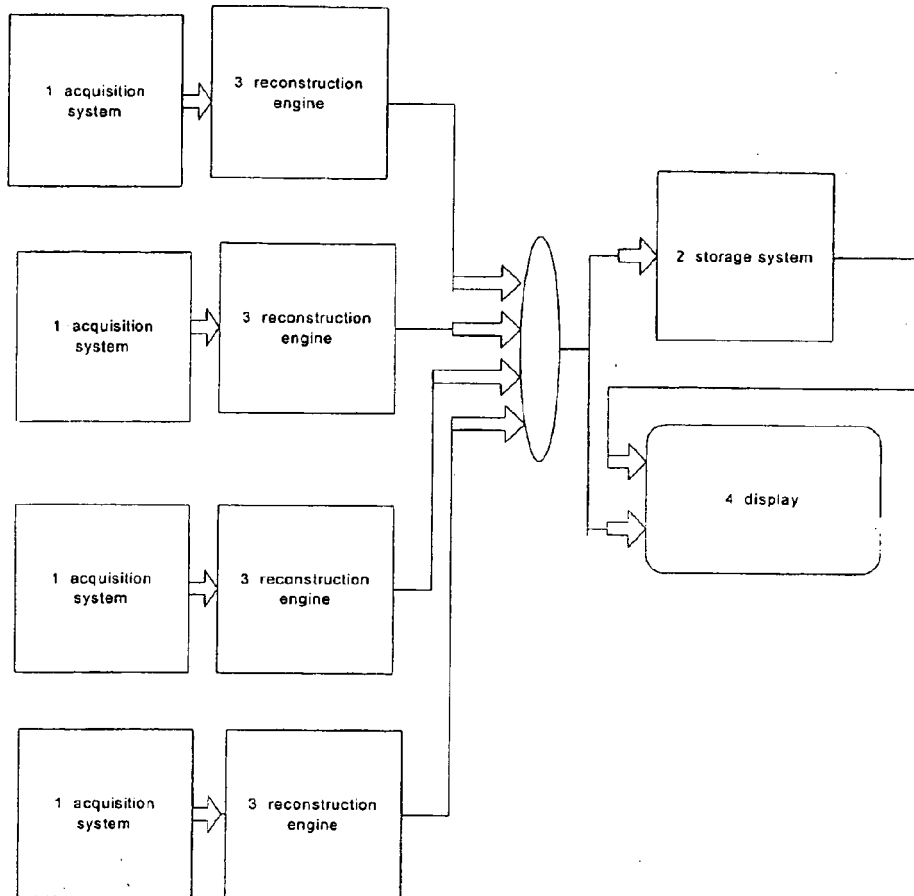 1 acquisition
system
3 reconstruction
engine
1 acquisition
system
3 reconstruction
engine
2 storage system
4 display
1 acquisition
system
3 reconstruction
engine
1 acquisition
system
3 reconstruction
engine